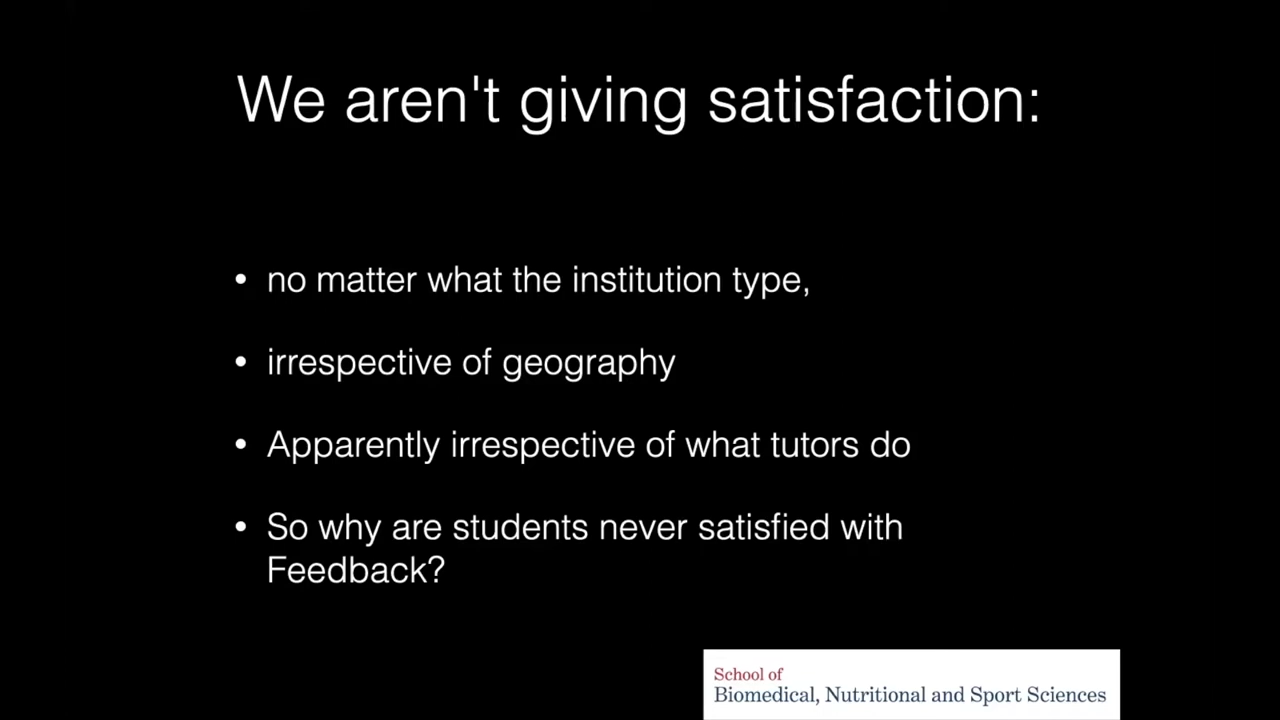 We aren't giving satisfaction:
• no matter what the institution type,
• irrespective of geography
• Apparently irrespective of what tutors do
• So why are students never satisfied with
Feedback?
School of
Biomedical, Nutritional and Sport Sciences